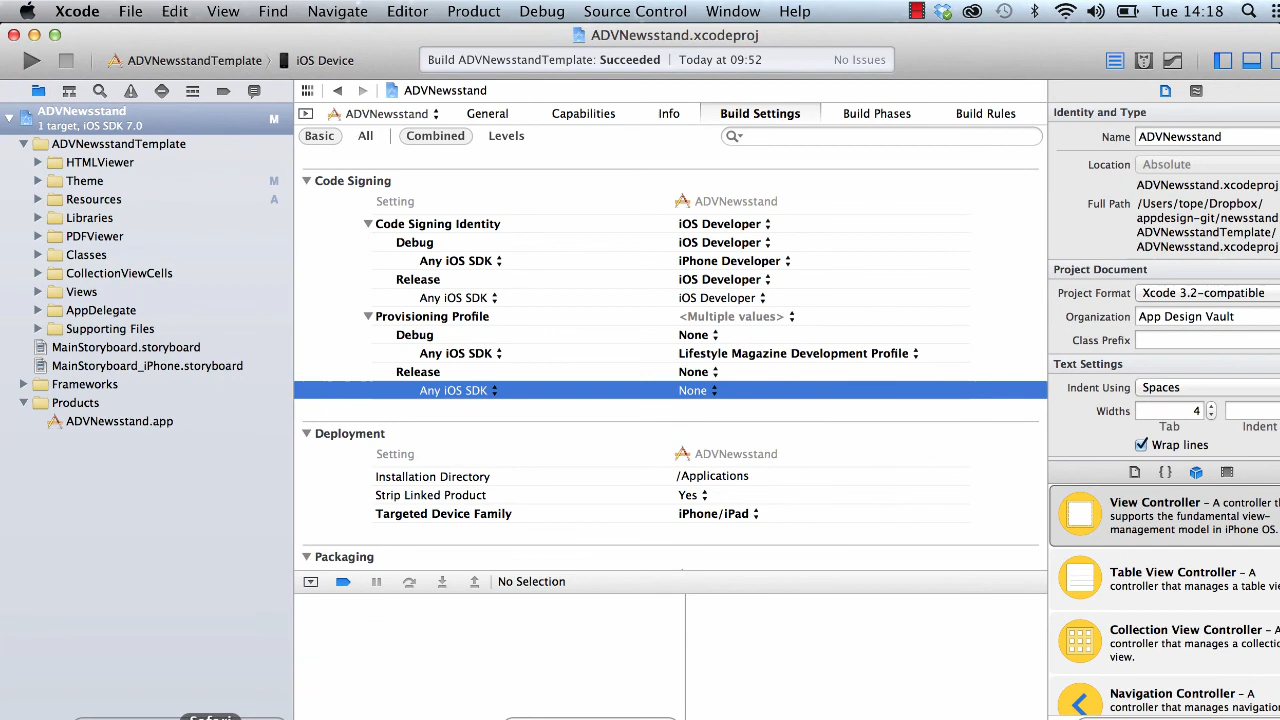 Xcode File Edit View Find Navigate Editor Product Debug Source Control Window Help Tue 14:18
ADVNewsstand.xcodeproj
ADVNewsstandTemplate iOS Device
Build ADVNewsstandTemplate: Succeeded Today at 09:52 No Issues
ADVNewsstand
1 target, iOS SDK 7.0
M
ADVNewsstandTemplate
HTMLViewer
Theme M
Resources A
Libraries
PDFViewer
Classes
CollectionViewCells
Views
AppDelegate
Supporting Files
MainStoryboard.storyboard
MainStoryboard_iPhone.storyboard
Frameworks
Products
ADVNewsstand.app
ADVNewsstand
ADVNewsstand General Capabilities Info Build Settings Build Phases Build Rules
Basic All Combined Levels
Code Signing
Setting ADVNewsstand
Code Signing Identity iOS Developer
Debug iOS Developer
Any iOS SDK iPhone Developer
Release iOS Developer
Any iOS SDK iOS Developer
Provisioning Profile <Multiple values>
Debug None
Any iOS SDK Lifestyle Magazine Development Profile
Release None
Any iOS SDK None
Deployment
Setting ADVNewsstand
Installation Directory /Applications
Strip Linked Product Yes
Targeted Device Family iPhone/iPad
Packaging
No Selection
Identity and Type
Name ADVNewsstand
Location Absolute
ADVNewsstand.xcodeproj
Full Path /Users/tope/Dropbox/
appdesign-git/newsstand
ADVNewsstandTemplate/
ADVNewsstand.xcodeproj
Project Document
Project Format Xcode 3.2-compatible
Organization App Design Vault
Class Prefix
Text Settings
Indent Using Spaces
Widths 4
Tab Indent
Wrap lines
View Controller - A controller th
supports the fundamental view-
management model in iPhone OS.
Table View Controller - A
controller that manages a table vi
Collection View Controller - A
controller that manages a collecti
view.
Navigation Controller - A
controller that manages navigatio